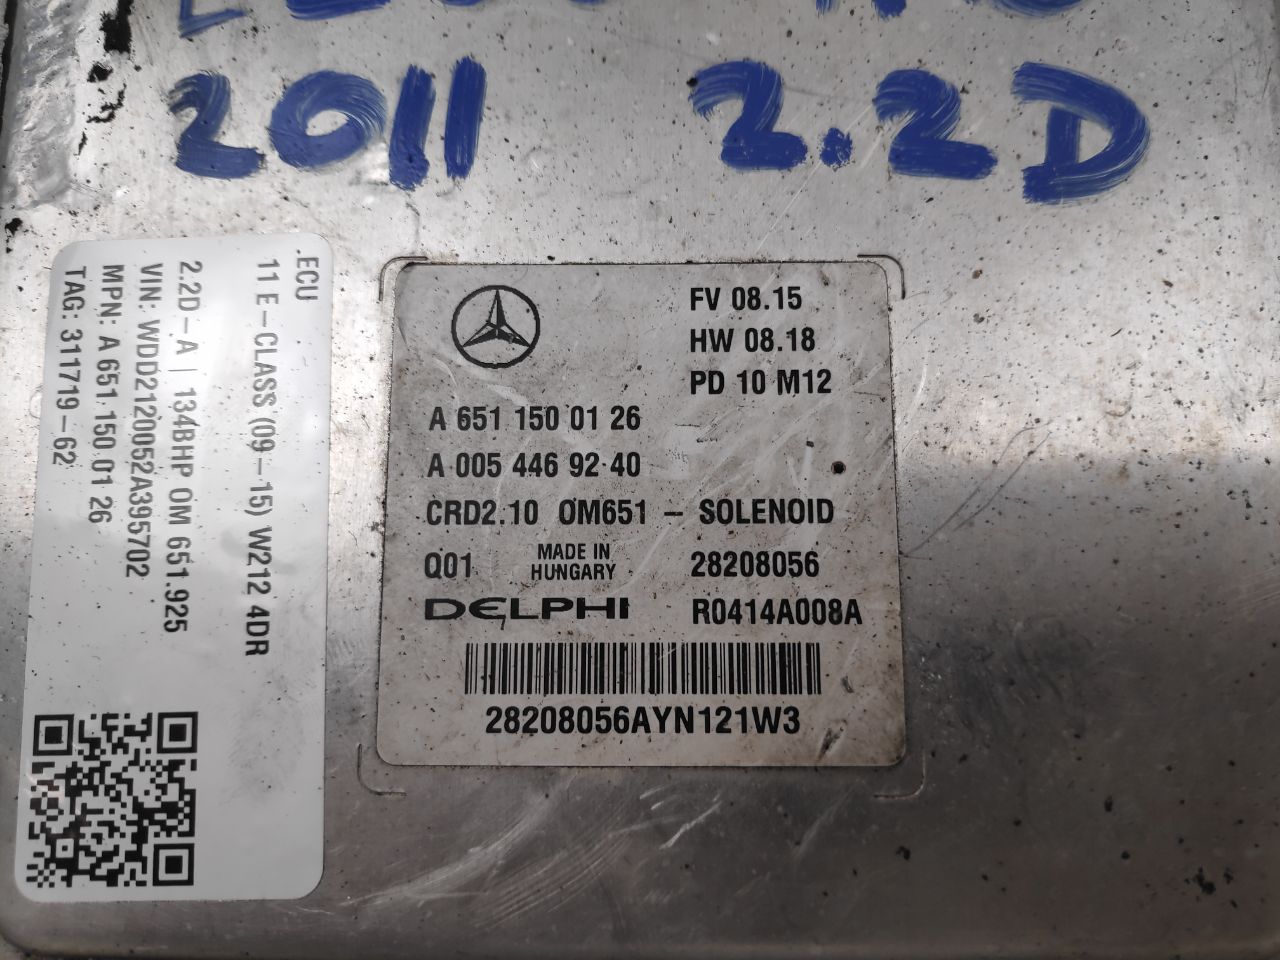 2011 2.2D
.ECU
11 E-CLASS (09-15) W212 4DR
2.2D-A | 134BHP OM 651.925
VIN: WDD2120052A395702
MPN: A 651 150 01 26
TAG: 311719-62
FV 08.15
HW 08.18
PD 10 M12
A 651 150 01 26
A 005 446 92 40
CRD2.10 OM651 - SOLENOID
Q01 MADE IN HUNGARY 28208056
DELPHI R0414A008A
28208056AYN121W3